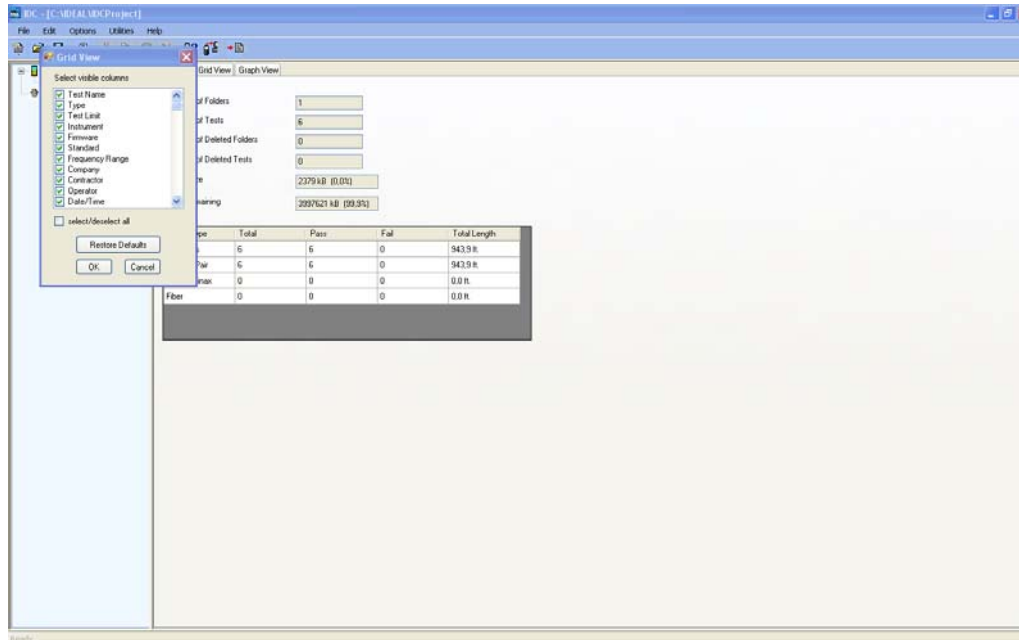 IDC - [C:\IDEAL\IDCProject]
File Edit Options Utilities Help
Grid View
Select visible columns
Test Name
Type
Test Limit
Instrument
Firmware
Standard
Frequency Range
Company
Contractor
Operator
Date/Time
select/deselect all
Restore Defaults
OK Cancel
Grid View Graph View
of Folders 1
of Tests 6
of Deleted Folders 0
of Deleted Tests 0
2379 kB (0,0%)
3997621 kB (99,9%)
Total Pass Fail Total Length
6 6 0 943,9 ft.
Pair 6 6 0 943,9 ft.
0 0 0 0,0 ft.
Fiber 0 0 0 0,0 ft.
Ready